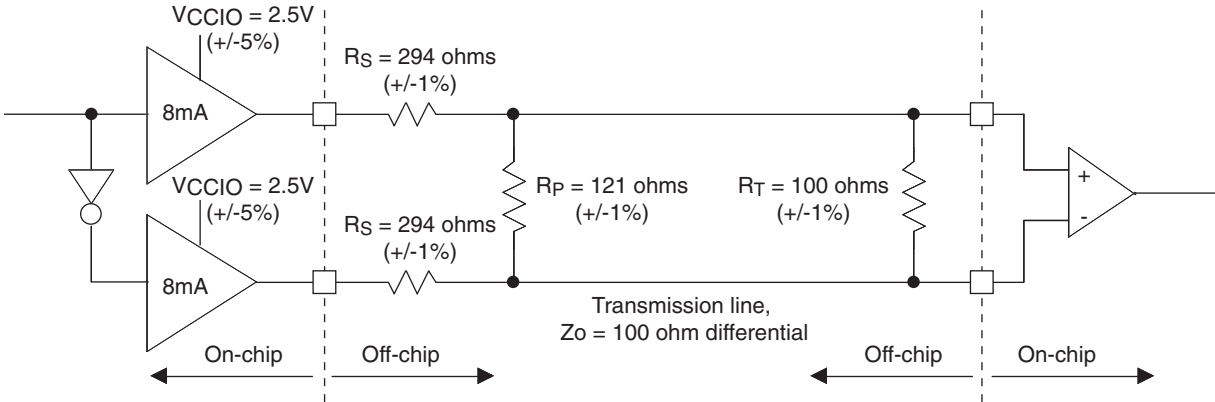 VCCIO = 2.5V
(+/-5%)
8mA
RS = 294 ohms
(+/-1%)
VCCIO = 2.5V
(+/-5%)
8mA
RS = 294 ohms
(+/-1%)
RP = 121 ohms
(+/-1%)
RT = 100 ohms
(+/-1%)
+
-
Transmission line,
Zo = 100 ohm differential
On-chip
Off-chip
Off-chip
On-chip